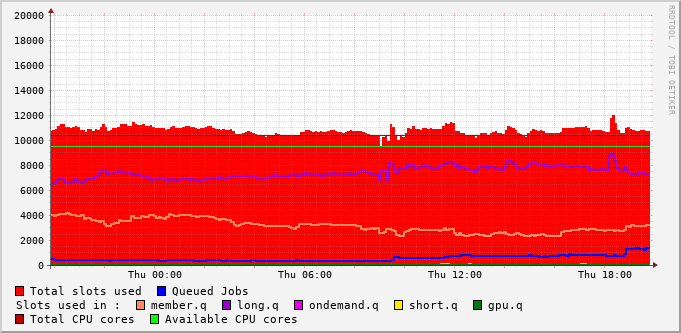 20000
18000
16000
14000
12000
10000
8000
6000
4000
2000
0
Thu 00:00 Thu 06:00 Thu 12:00 Thu 18:00
RRDTOOL / TOBI OETIKER
Total slots used Queued Jobs
Slots used in : member.q long.q ondemand.q short.q gpu.q
Total CPU cores Available CPU cores